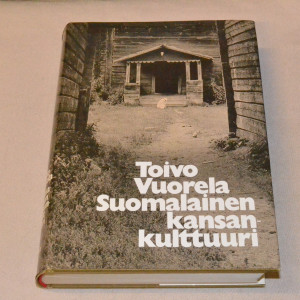 Toivo
Vuorela
Suomalainen
kansan-
kulttuuri